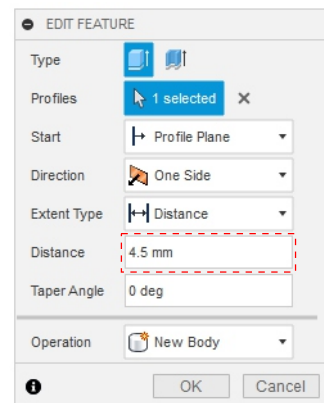 EDIT FEATURE
Type
Profiles 1 selected
Start Profile Plane
Direction One Side
Extent Type Distance
Distance 4.5 mm
Taper Angle 0 deg
Operation New Body
OK Cancel